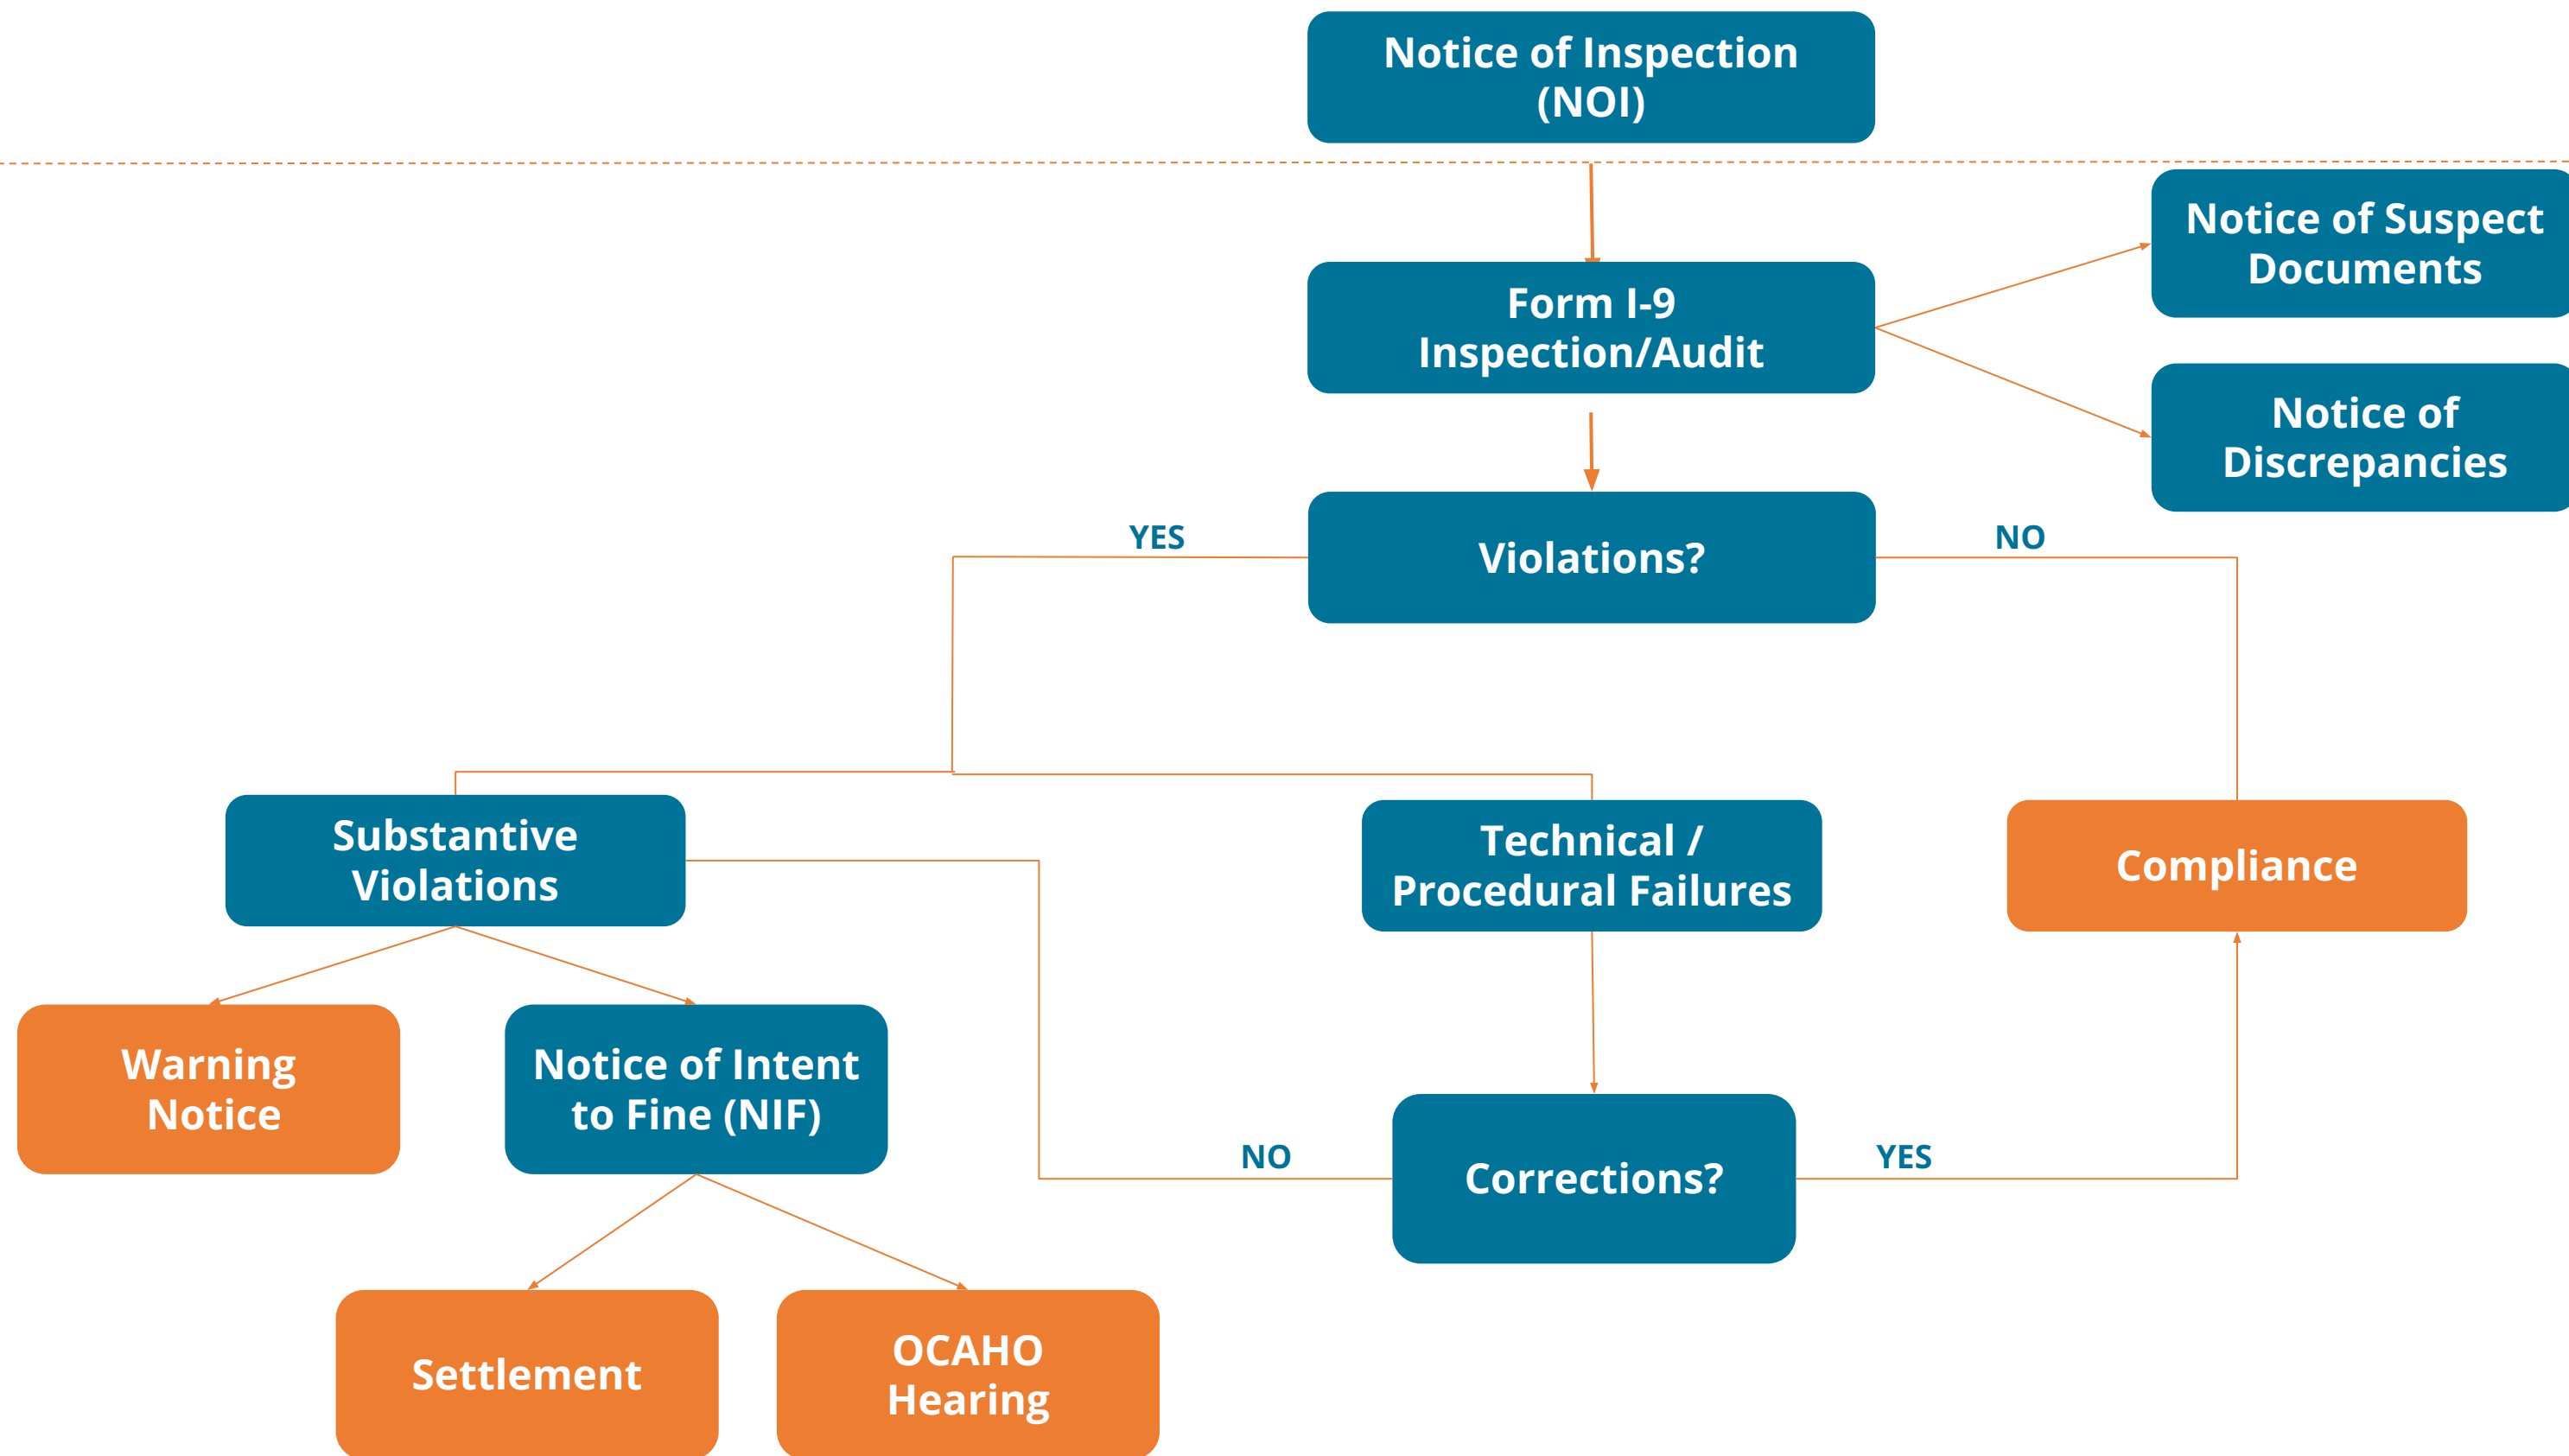 Notice of Inspection
(NOI)
Notice of Suspect
Documents
Form I-9
Inspection/Audit
Notice of
Discrepancies
YES
Violations?
NO
Substantive
Violations
Technical /
Procedural Failures
Compliance
Warning
Notice
Notice of Intent
to Fine (NIF)
NO
Corrections?
YES
Settlement
OCAHO
Hearing